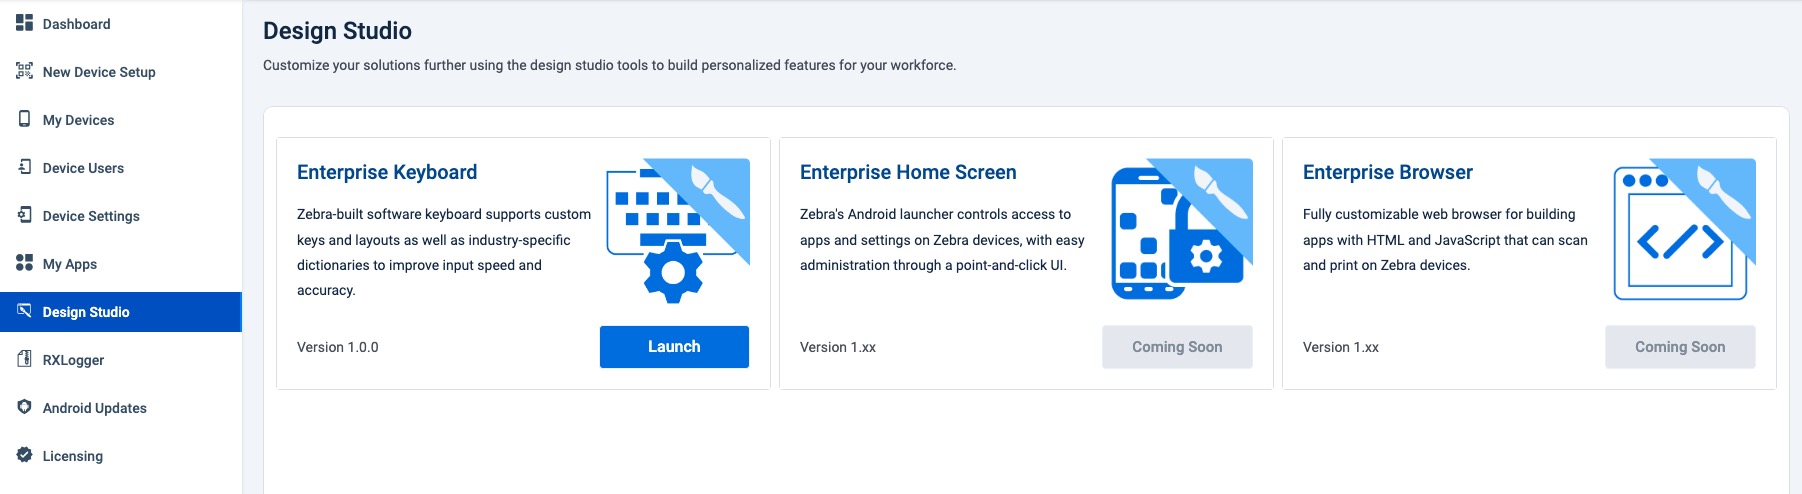 Dashboard
New Device Setup
My Devices
Device Users
Device Settings
My Apps
Design Studio
RXLogger
Android Updates
Licensing
Design Studio
Customize your solutions further using the design studio tools to build personalized features for your workforce.
Enterprise Keyboard
Zebra-built software keyboard supports custom
keys and layouts as well as industry-specific
dictionaries to improve input speed and
accuracy.
Version 1.0.0
Launch
Enterprise Home Screen
Zebra's Android launcher controls access to
apps and settings on Zebra devices, with easy
administration through a point-and-click UI.
Version 1.xx
Coming Soon
Enterprise Browser
Fully customizable web browser for building
apps with HTML and JavaScript that can scan
and print on Zebra devices.
Version 1.xx
Coming Soon